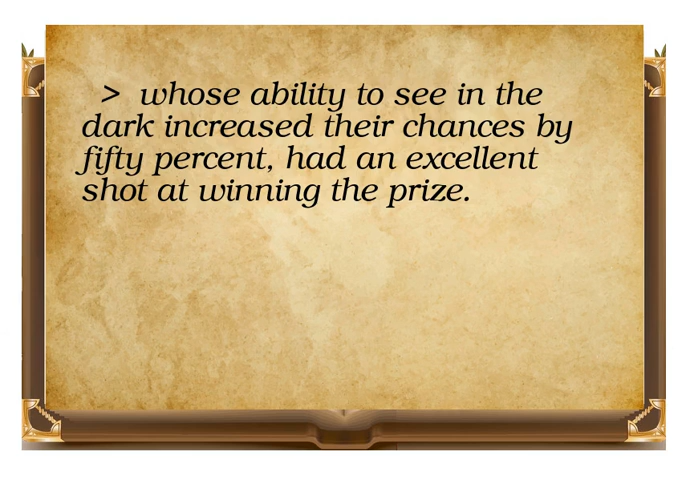 > whose ability to see in the
dark increased their chances by
fifty percent, had an excellent
shot at winning the prize.